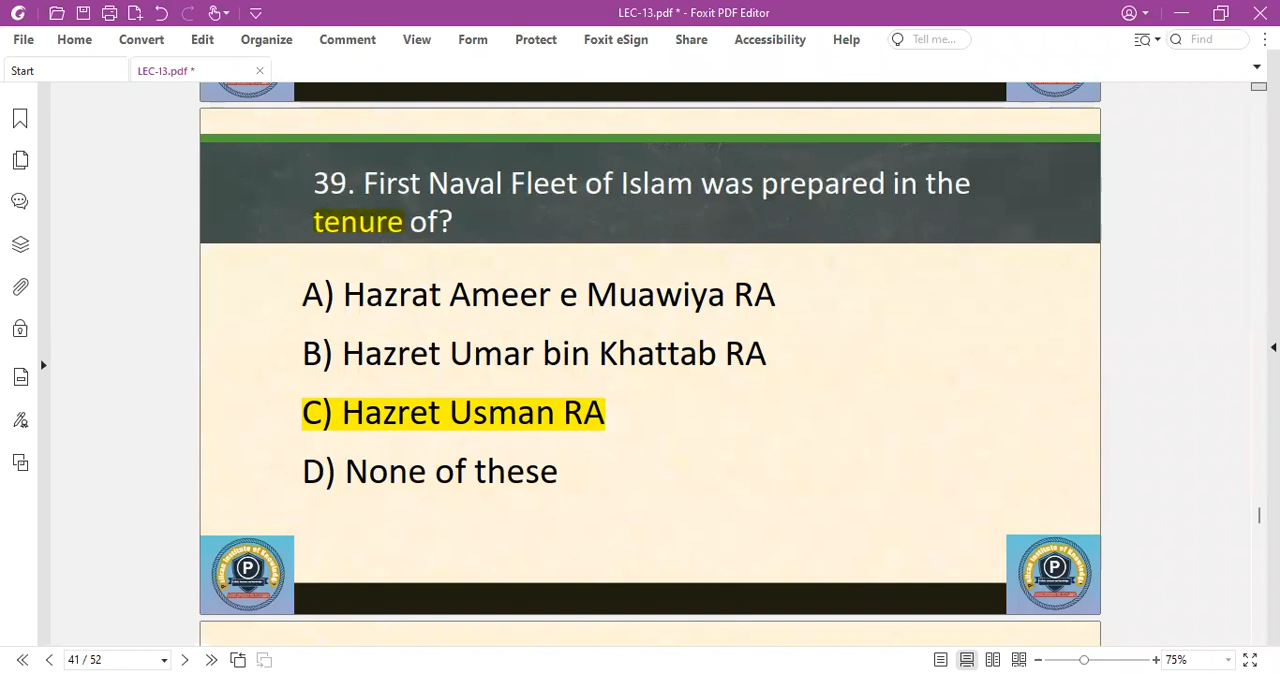 LEC-13.pdf * - Foxit PDF Editor
File Home Convert Edit Organize Comment View Form Protect Foxit eSign Share Accessibility Help Tell me... Find
Start LEC-13.pdf *
39. First Naval Fleet of Islam was prepared in the
tenure of?
A) Hazrat Ameer e Muawiya RA
B) Hazret Umar bin Khattab RA
C) Hazret Usman RA
D) None of these
P P
41 / 52 75%